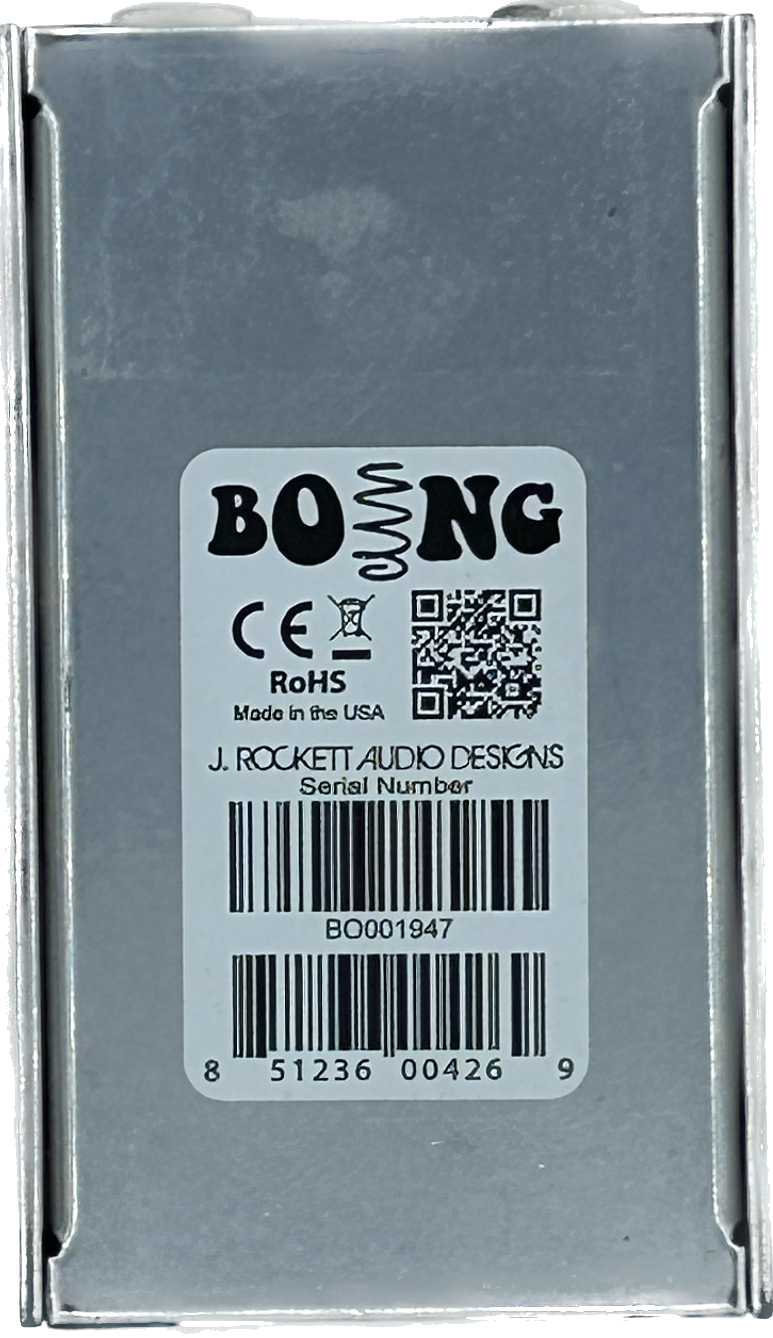 BOING
CE
RoHS
Made in the USA
J. ROCKETT AUDIO DESIGNS
Serial Number
BO001947
8 51236 00426 9